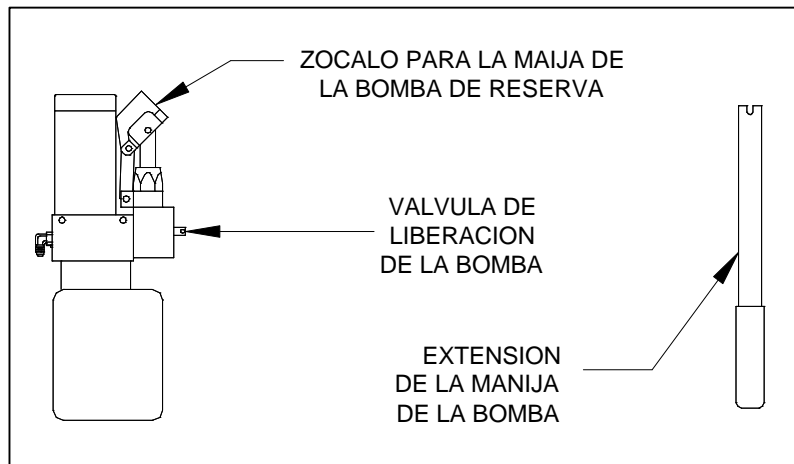 ZOCALO PARA LA MAIJA DE
LA BOMBA DE RESERVA
VALVULA DE
LIBERACION
DE LA BOMBA
EXTENSION
DE LA MANIJA
DE LA BOMBA